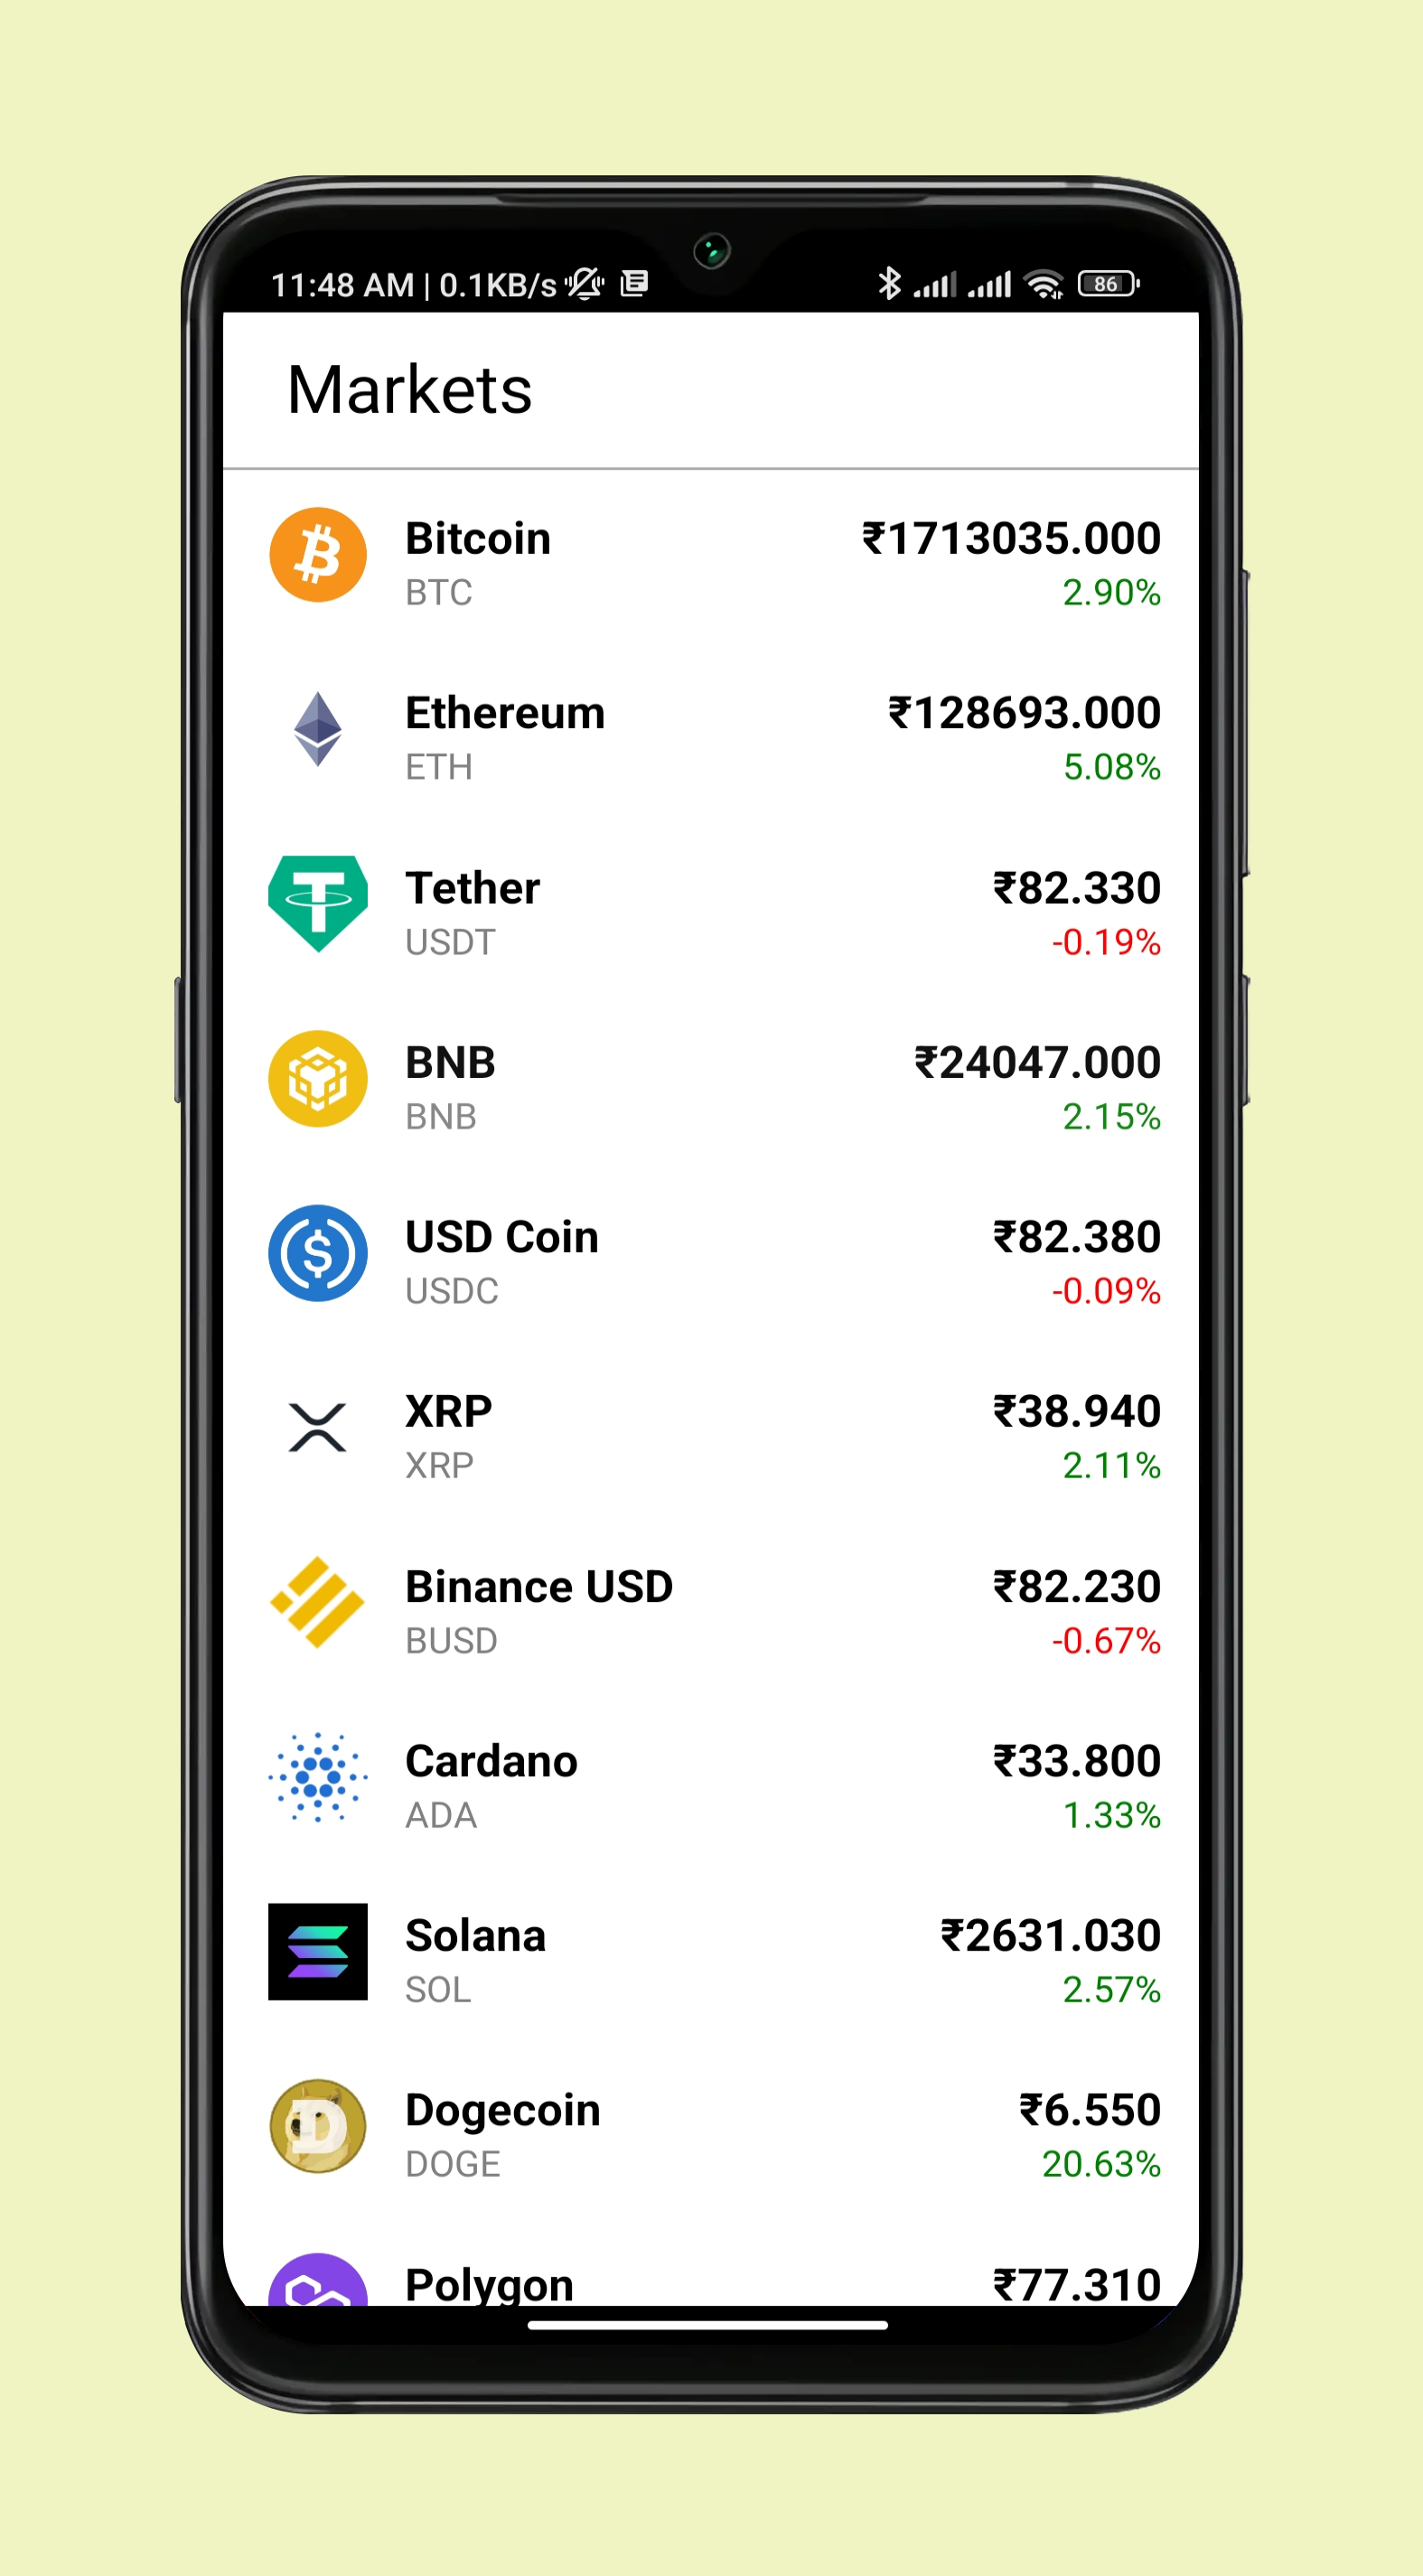 11:48 AM | 0.1KB/s 86
Markets
Bitcoin ₹1713035.000
BTC 2.90%
Ethereum ₹128693.000
ETH 5.08%
Tether ₹82.330
USDT -0.19%
BNB ₹24047.000
BNB 2.15%
USD Coin ₹82.380
USDC -0.09%
XRP ₹38.940
XRP 2.11%
Binance USD ₹82.230
BUSD -0.67%
Cardano ₹33.800
ADA 1.33%
Solana ₹2631.030
SOL 2.57%
Dogecoin ₹6.550
DOGE 20.63%
Polygon ₹77.310